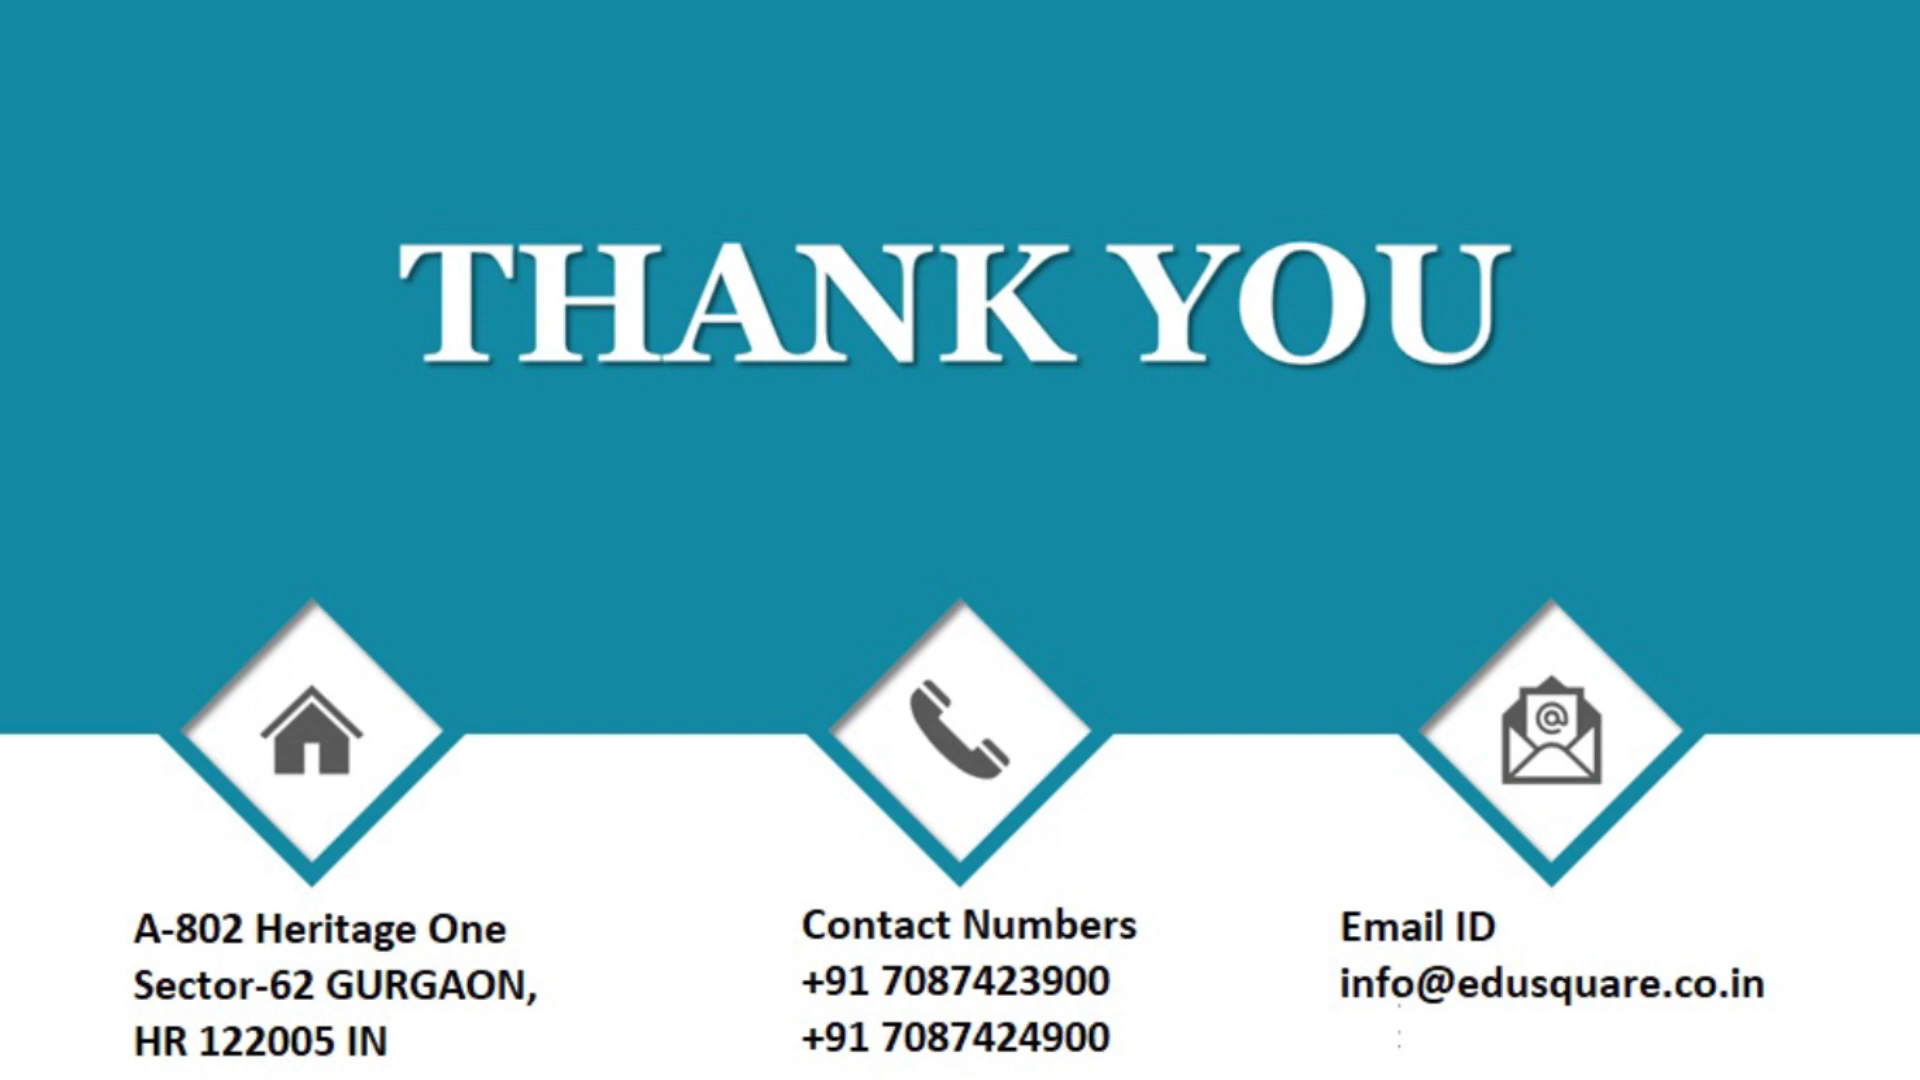 THANK YOU
A-802 Heritage One
Sector-62 GURGAON,
HR 122005 IN
Contact Numbers
+91 7087423900
+91 7087424900
Email ID
info@edusquare.co.in